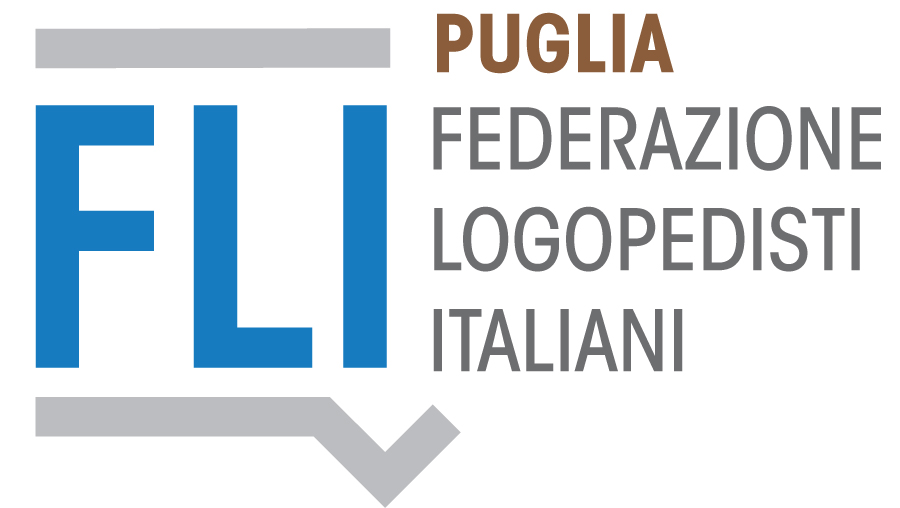 FLI
PUGLIA
FEDERAZIONE
LOGOPEDISTI
ITALIANI